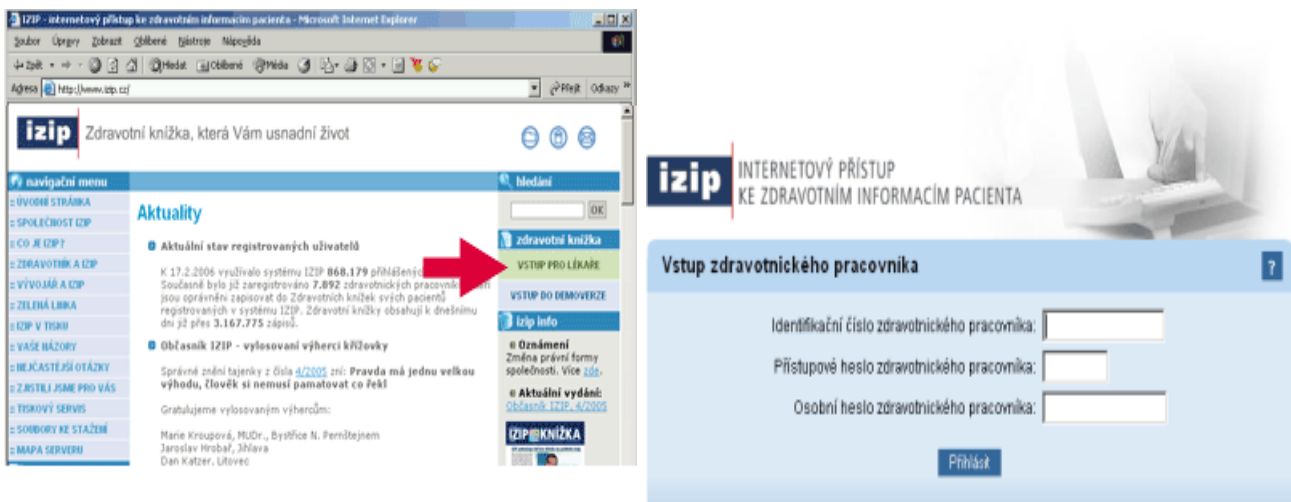 IZIP - internetový přístup ke zdravotním informacím pacienta - Microsoft Internet Explorer
Soubor Úpravy Zobrazit Oblíbené Nástroje Nápověda
Zpět Hledat Oblíbené Média
Adresa http://www.izip.cz/ Přejít Odkazy
izip Zdravotní knížka, která Vám usnadní život
navigační menu
ÚVODNÍ STRÁNKA
SPOLEČNOST IZIP
CO JE IZIP?
ZDRAVOTNÍK A IZIP
VÝVOJÁŘ A IZIP
ZELENÁ LINKA
IZIP V TISKU
VAŠE NÁZORY
NEJČASTĚJŠÍ OTÁZKY
ZJISTILI JSME PRO VÁS
TISKOVÝ SERVIS
SOUBORY KE STAŽENÍ
MAPA SERVERU
Aktuality
Aktuální stav registrovaných uživatelů
K 17.2.2006 využívalo systému IZIP 868.179 přihlášených
Současně bylo již zaregistrováno 7.892 zdravotnických
jsou oprávněni zapisovat do Zdravotních knížek svých pacientů
registrovaných v systému IZIP. Zdravotní knížky obsahují k dnešnímu
dni již přes 3.167.775 zápisů.
Občasník IZIP - vylosovaní výherci křížovky
Správné znění tajenky z čísla 4/2005 zní: Pravda má jednu velkou
výhodu, člověk si nemusí pamatovat co řekl
Gratulujeme vylosovaným výhercům:
Marie Kroupová, MUDr., Bystřice N. Pernštejnem
Jaroslav Hrobař, Jihlava
Dan Katzer, Litovec
hledání
OK
zdravotní knížka
VSTUP PRO LÉKAŘE
VSTUP DO DEMOVERZE
izip info
Oznámení
Změna právní formy
společnosti. Více zde.
Aktuální vydání:
Občasník IZIP, 4/2005
IZIP KNÍŽKA
izip INTERNETOVÝ PŘÍSTUP
KE ZDRAVOTNÍM INFORMACÍM PACIENTA
Vstup zdravotnického pracovníka ?
Identifikační číslo zdravotnického pracovníka:
Přístupové heslo zdravotnického pracovníka:
Osobní heslo zdravotnického pracovníka:
Přihlásit